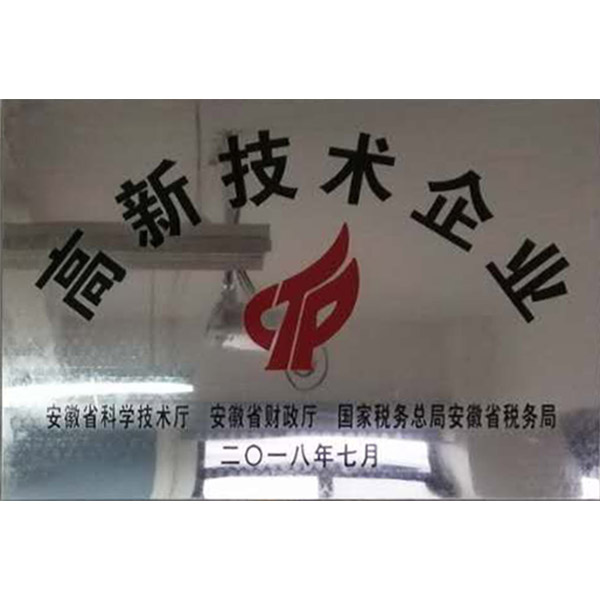 高新技术企业
安徽省科学技术厅 安徽省财政厅 国家税务总局安徽省税务局
二〇一八年七月